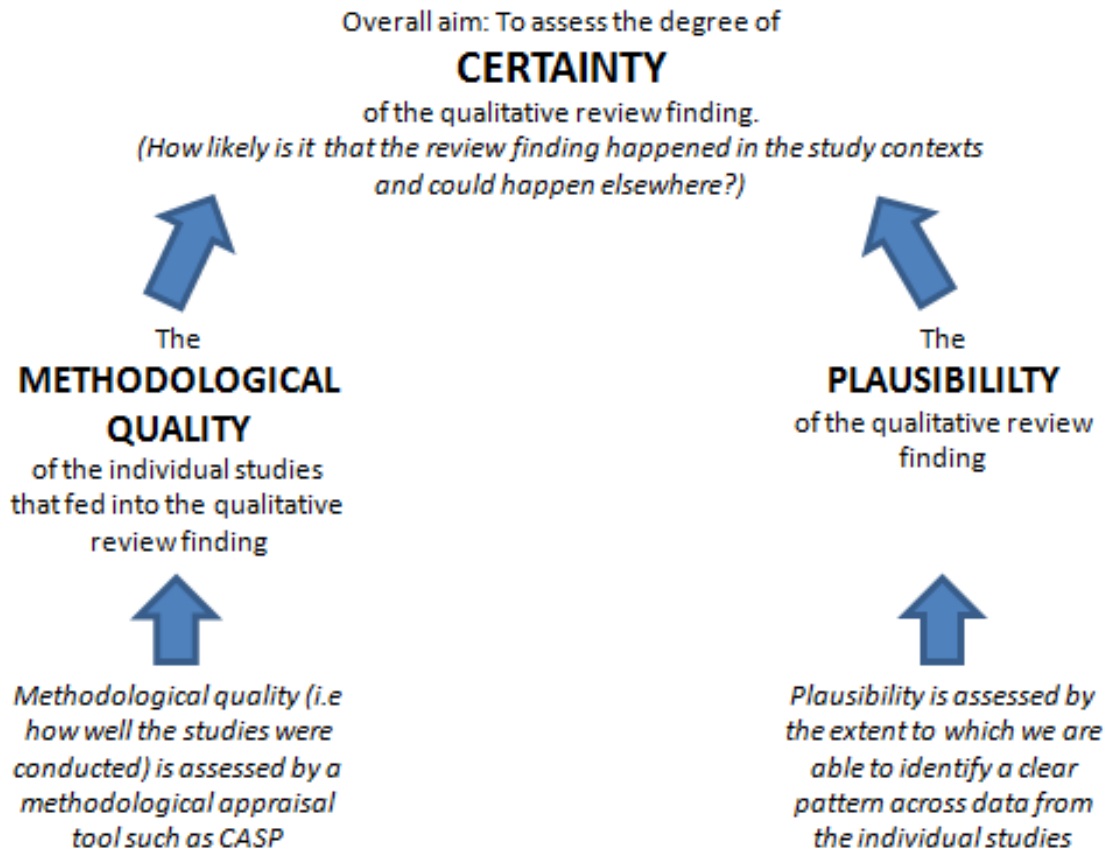 Overall aim: To assess the degree of
CERTAINTY
of the qualitative review finding.
(How likely is it that the review finding happened in the study contexts
and could happen elsewhere?)
The
METHODOLOGICAL
QUALITY
of the individual studies
that fed into the qualitative
review finding
The
PLAUSIBILILTY
of the qualitative review
finding
Methodological quality (i.e
how well the studies were
conducted) is assessed by a
methodological appraisal
tool such as CASP
Plausibility is assessed by
the extent to which we are
able to identify a clear
pattern across data from
the individual studies